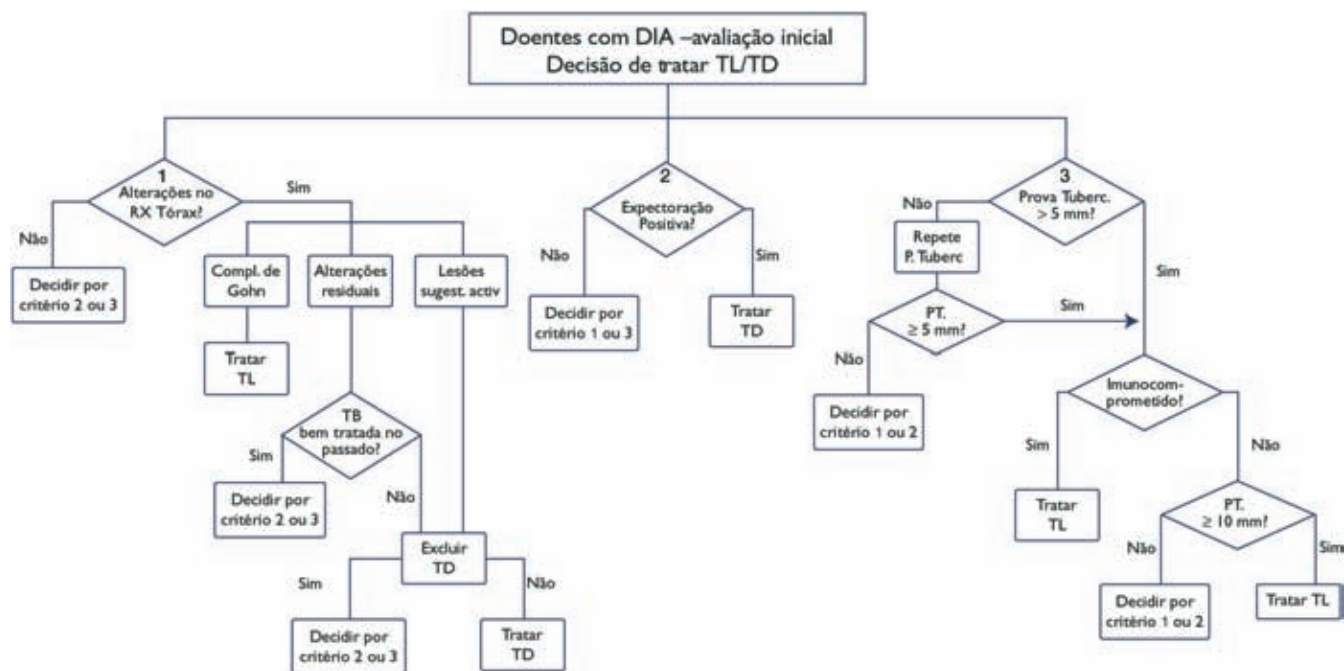 Doentes com DIA –avaliação inicial
Decisão de tratar TL/TD
1
Alterações no
RX Tórax?
Sim
Não
Decidir por
critério 2 ou 3
Compl. de
Gohn
Alterações
residuais
Lesões
sugest. activ
Tratar
TL
TB
bem tratada no
passado?
Sim
Não
Decidir por
critério 2 ou 3
Excluir
TD
Sim
Não
Decidir por
critério 2 ou 3
Tratar
TD
2
Expectoração
Positiva?
Não
Sim
Decidir por
critério 1 ou 3
Tratar
TD
3
Prova Tuberc.
> 5 mm?
Não
Sim
Repete
P. Tuberc
PT.
≥ 5 mm?
Sim
Não
Decidir por
critério 1 ou 2
Imunocom-
prometido?
Sim
Não
Tratar
TL
PT.
≥ 10 mm?
Não
Sim
Decidir por
critério 1 ou 2
Tratar TL